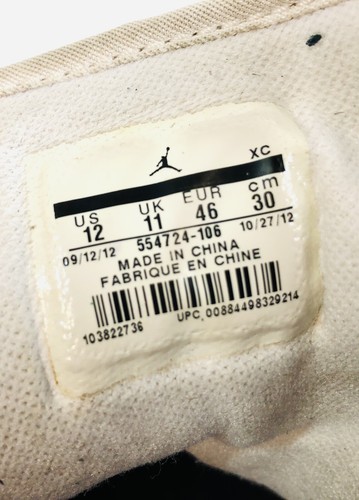 XC
US UK EUR cm
12 11 46 30
09/12/12 554724-106 10/27/12
MADE IN CHINA
FABRIQUE EN CHINE
103822736 UPC 00884498329214